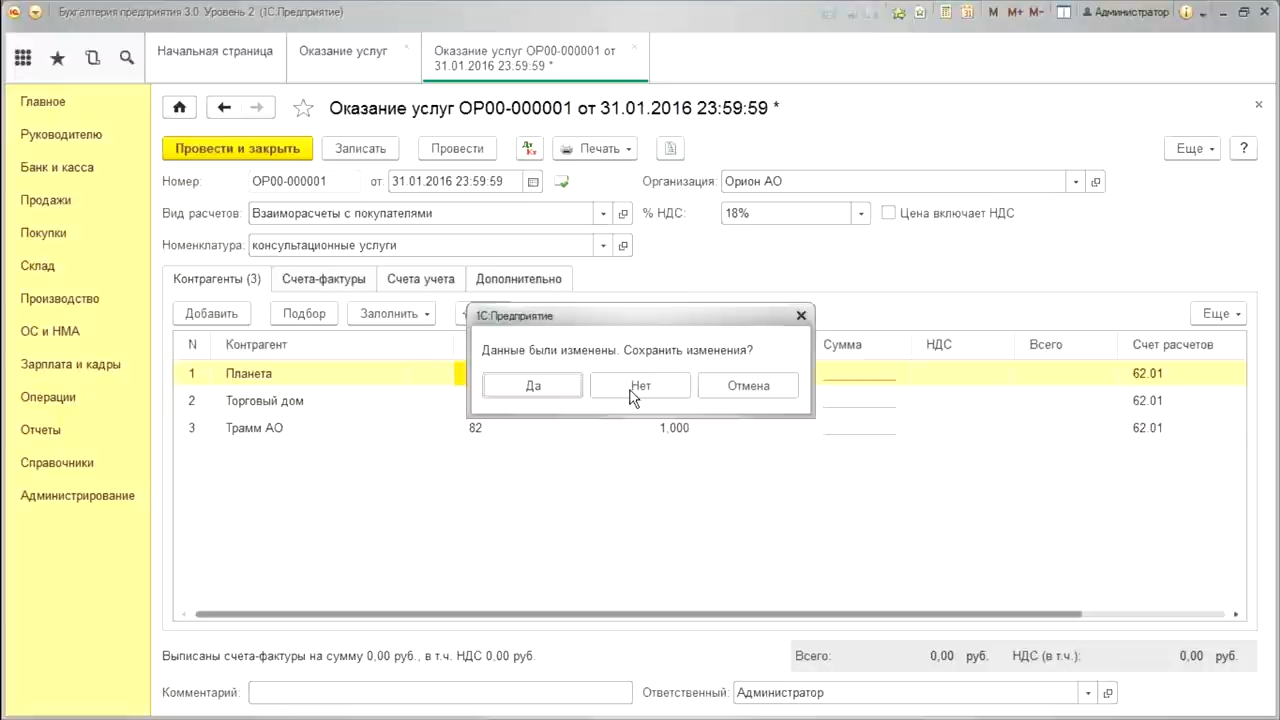 Бухгалтерия предприятия 3.0 Уровень 2 (1С:Предприятие)
M M+ M- Администратор
Начальная страница
Оказание услуг
Оказание услуг ОР00-000001 от
31.01.2016 23:59:59 *
Главное
Руководителю
Банк и касса
Продажи
Покупки
Склад
Производство
ОС и НМА
Зарплата и кадры
Операции
Отчеты
Справочники
Администрирование
Оказание услуг ОР00-000001 от 31.01.2016 23:59:59 *
Провести и закрыть Записать Провести Дт Кт Печать Еще ?
Номер: ОР00-000001 от: 31.01.2016 23:59:59 Организация: Орион АО
Вид расчетов: Взаиморасчеты с покупателями % НДС: 18% Цена включает НДС
Номенклатура: консультационные услуги
Контрагенты (3) Счета-фактуры Счета учета Дополнительно
Добавить Подбор Заполнить Еще
N Контрагент Сумма НДС Всего Счет расчетов
1 Планета 62.01
2 Торговый дом 62.01
3 Трамм АО 82 1,000 62.01
1С:Предприятие
Данные были изменены. Сохранить изменения?
Да Нет Отмена
Выписаны счета-фактуры на сумму 0,00 руб., в т.ч. НДС 0,00 руб. Всего: 0,00 руб. НДС (в т.ч.): 0,00 руб.
Комментарий: Ответственный: Администратор